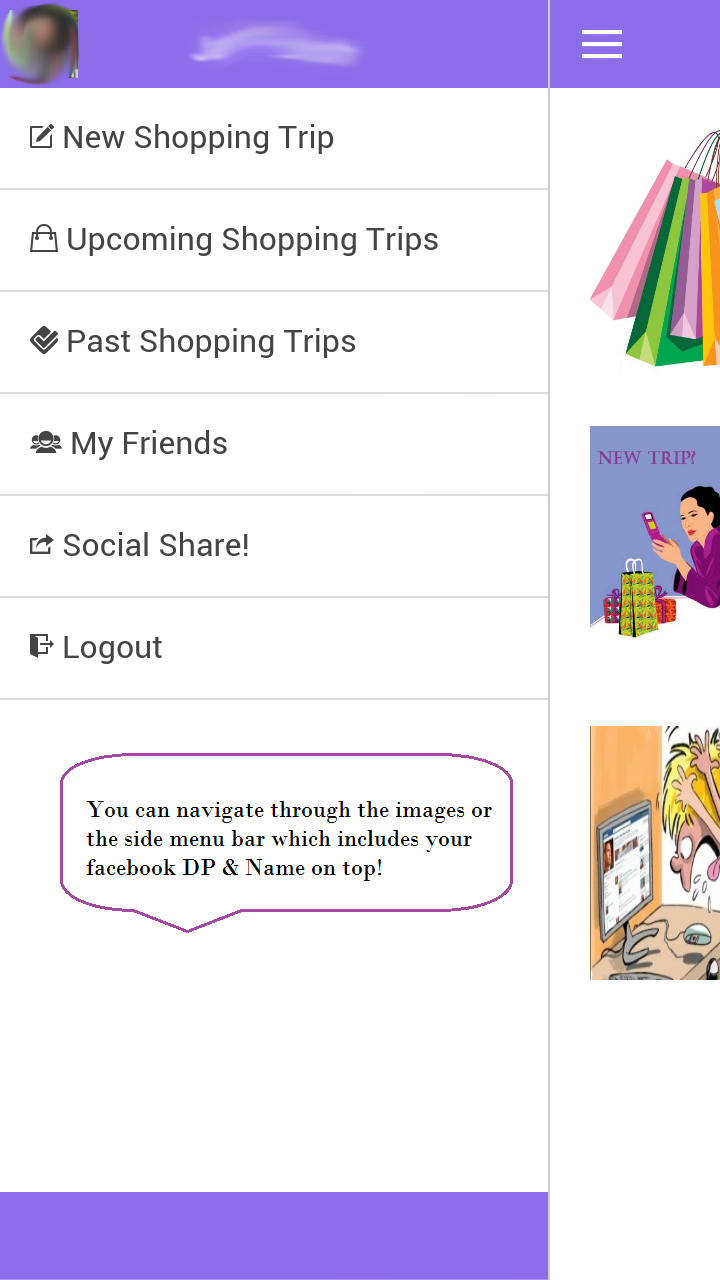 New Shopping Trip
Upcoming Shopping Trips
Past Shopping Trips
My Friends
Social Share!
Logout
You can navigate through the images or
the side menu bar which includes your
facebook DP & Name on top!
NEW TRIP?